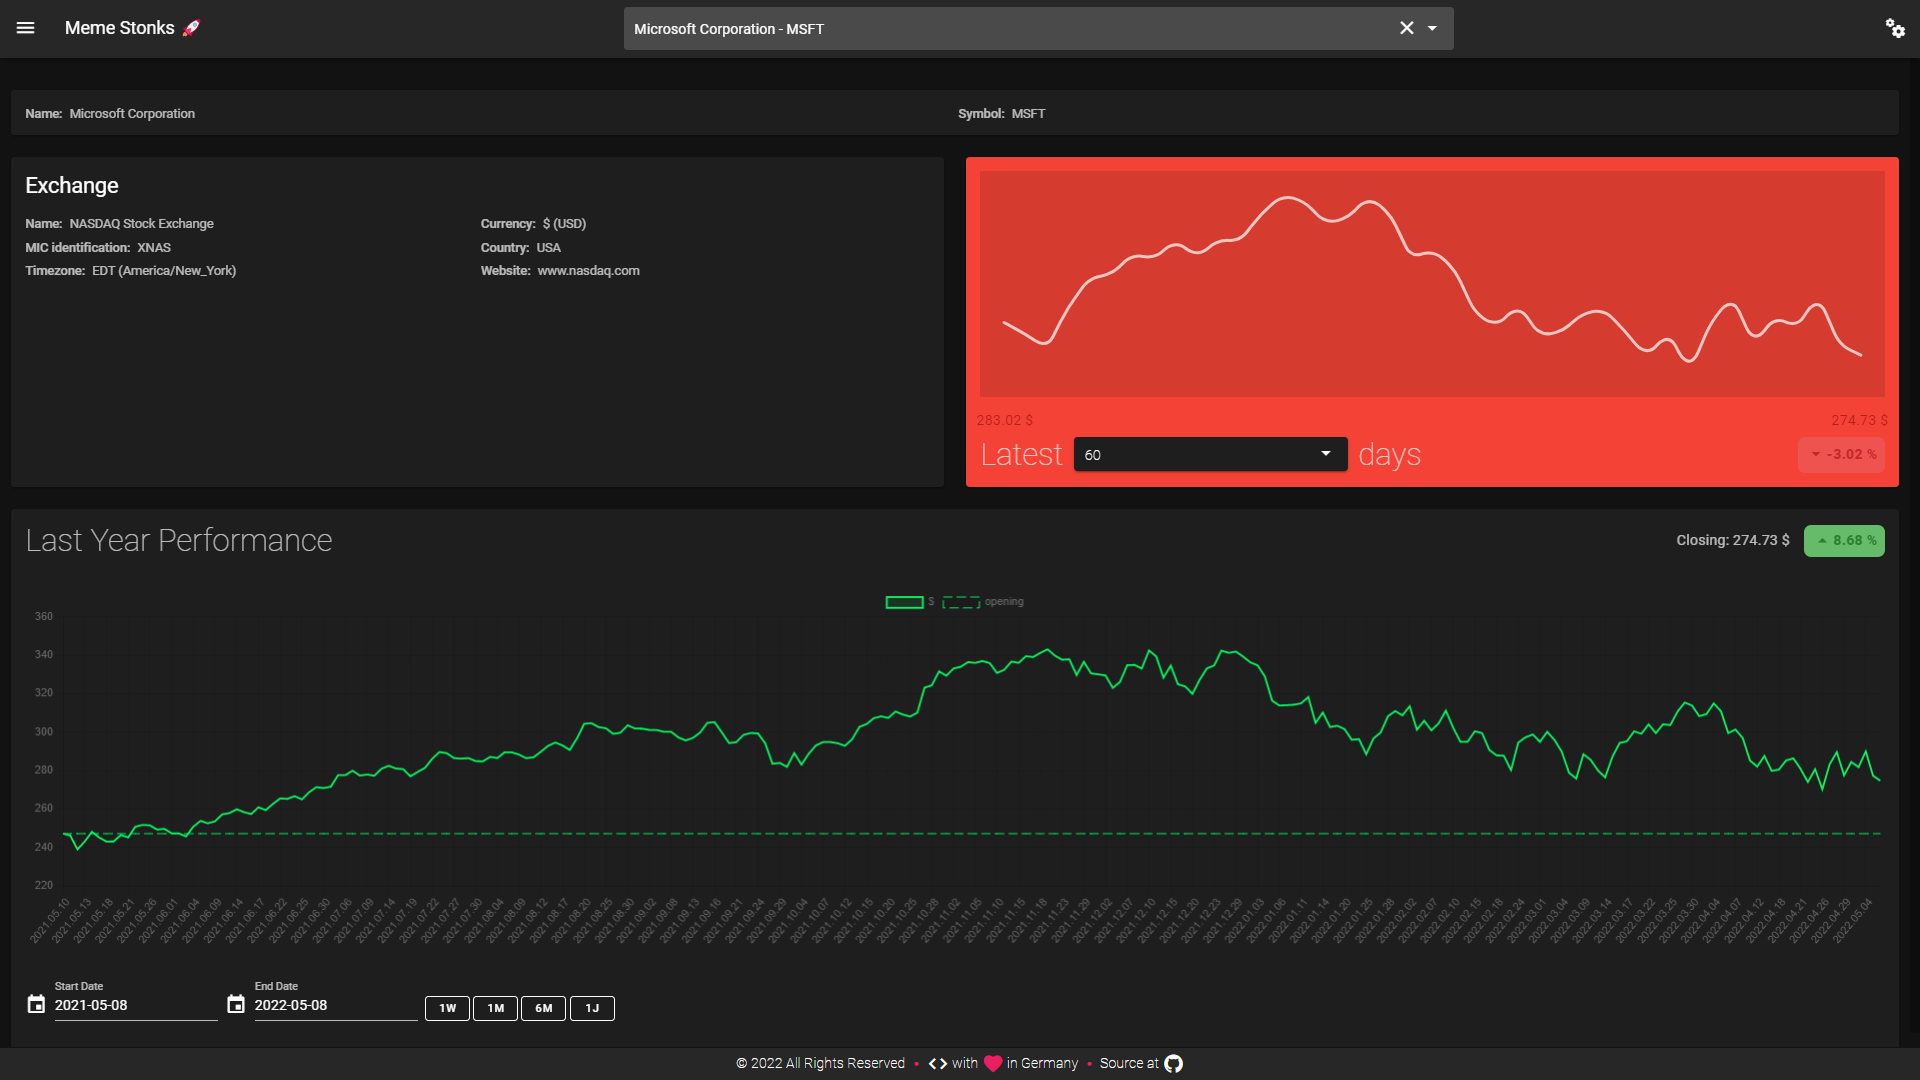 Meme Stonks 🚀
Microsoft Corporation - MSFT
Name: Microsoft Corporation
Symbol: MSFT
Exchange
Name: NASDAQ Stock Exchange
Currency: $ (USD)
MIC identification: XNAS
Country: USA
Timezone: EDT (America/New_York)
Website: www.nasdaq.com
283.02 $
274.73 $
Latest 60 days
-3.02 %
Last Year Performance
Closing: 274.73 $
8.68 %
$ opening
360
340
320
300
280
260
240
220
2021.05.10 2021.05.13 2021.05.18 2021.05.21 2021.05.26 2021.06.01 2021.06.04 2021.06.09 2021.06.14 2021.06.17 2021.06.22 2021.06.25 2021.06.30 2021.07.06 2021.07.09 2021.07.14 2021.07.19 2021.07.22 2021.07.27 2021.07.30 2021.08.04 2021.08.09 2021.08.12 2021.08.17 2021.08.20 2021.08.25 2021.08.30 2021.09.02 2021.09.08 2021.09.13 2021.09.16 2021.09.21 2021.09.24 2021.09.29 2021.10.04 2021.10.07 2021.10.12 2021.10.15 2021.10.20 2021.10.25 2021.10.28 2021.11.02 2021.11.05 2021.11.10 2021.11.15 2021.11.18 2021.11.23 2021.11.29 2021.12.02 2021.12.07 2021.12.10 2021.12.15 2021.12.20 2021.12.23 2021.12.29 2022.01.03 2022.01.06 2022.01.11 2022.01.14 2022.01.20 2022.01.25 2022.01.28 2022.02.02 2022.02.07 2022.02.10 2022.02.15 2022.02.18 2022.02.24 2022.03.01 2022.03.04 2022.03.09 2022.03.14 2022.03.17 2022.03.22 2022.03.25 2022.03.30 2022.04.04 2022.04.07 2022.04.12 2022.04.18 2022.04.21 2022.04.26 2022.04.29 2022.05.04
Start Date
2021-05-08
End Date
2022-05-08
1W
1M
6M
1J
© 2022 All Rights Reserved • <> with ♥ in Germany • Source at